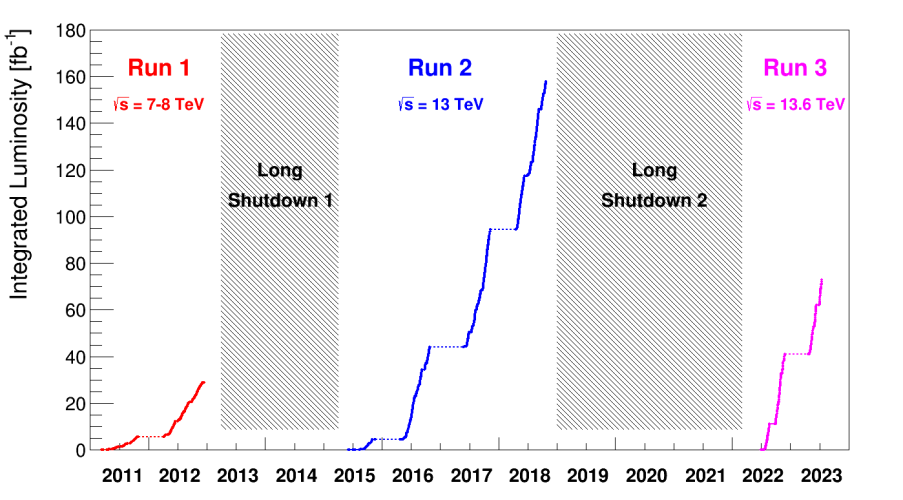 Integrated Luminosity [fb⁻¹]
180
160
140
120
100
80
60
40
20
0
Run 1
√s = 7-8 TeV
Long
Shutdown 1
Run 2
√s = 13 TeV
Long
Shutdown 2
Run 3
√s = 13.6 TeV
2011 2012 2013 2014 2015 2016 2017 2018 2019 2020 2021 2022 2023